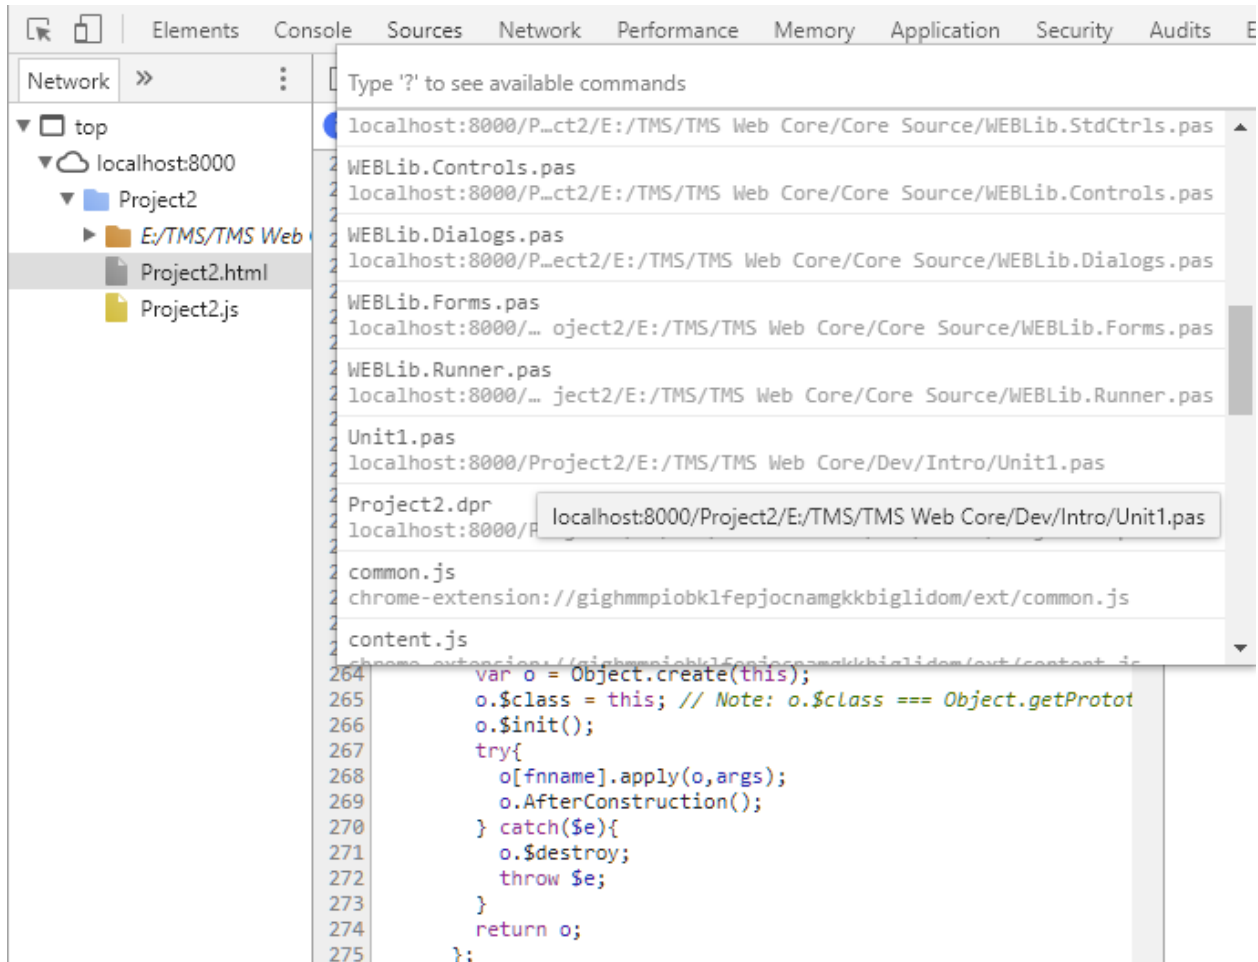 Elements Console Sources Network Performance Memory Application Security Audits
Network »
Type '?' to see available commands
top
localhost:8000
Project2
E:/TMS/TMS Web
Project2.html
Project2.js
localhost:8000/P…ct2/E:/TMS/TMS Web Core/Core Source/WEBLib.StdCtrls.pas
WEBLib.Controls.pas
localhost:8000/P…ct2/E:/TMS/TMS Web Core/Core Source/WEBLib.Controls.pas
WEBLib.Dialogs.pas
localhost:8000/P…ect2/E:/TMS/TMS Web Core/Core Source/WEBLib.Dialogs.pas
WEBLib.Forms.pas
localhost:8000/… oject2/E:/TMS/TMS Web Core/Core Source/WEBLib.Forms.pas
WEBLib.Runner.pas
localhost:8000/… ject2/E:/TMS/TMS Web Core/Core Source/WEBLib.Runner.pas
Unit1.pas
localhost:8000/Project2/E:/TMS/TMS Web Core/Dev/Intro/Unit1.pas
Project2.dpr
localhost:8000/Project2/E:/TMS/TMS Web Core/Dev/Intro/Unit1.pas
localhost:8000/
common.js
chrome-extension://gighmmpiobklfepjocnamgkkbiglidom/ext/common.js
content.js
chrome-extension://gighmmpiobklfepjocnamgkkbiglidom/ext/content.js
264 var o = Object.create(this);
265 o.$class = this; // Note: o.$class === Object.getProtot
266 o.$init();
267 try{
268 o[fnname].apply(o,args);
269 o.AfterConstruction();
270 } catch($e){
271 o.$destroy;
272 throw $e;
273 }
274 return o;
275 };